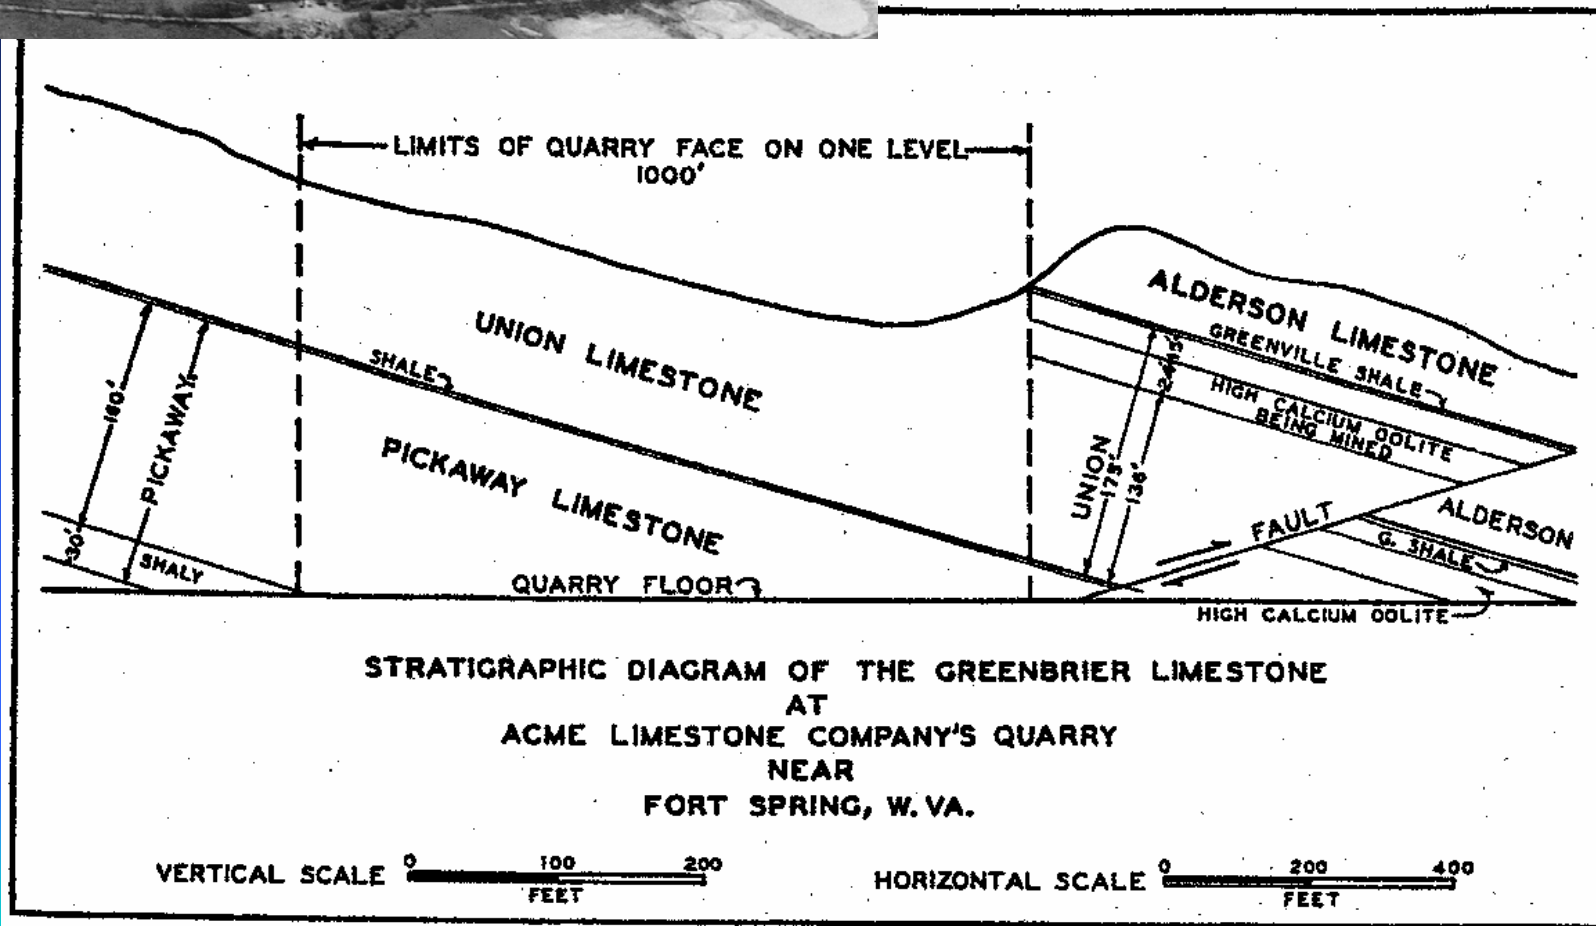 LIMITS OF QUARRY FACE ON ONE LEVEL
1000'
ALDERSON LIMESTONE
UNION LIMESTONE
GREENVILLE SHALE
SHALE
HIGH CALCIUM OOLITE
BEING MINED
24'
15'
160'
PICKAWAY
PICKAWAY LIMESTONE
UNION
175'
136'
FAULT
ALDERSON
G. SHALE
30'
SHALY
QUARRY FLOOR
HIGH CALCIUM OOLITE
STRATIGRAPHIC DIAGRAM OF THE GREENBRIER LIMESTONE
AT
ACME LIMESTONE COMPANY'S QUARRY
NEAR
FORT SPRING, W. VA.
VERTICAL SCALE 0 100 200
FEET
HORIZONTAL SCALE 0 200 400
FEET